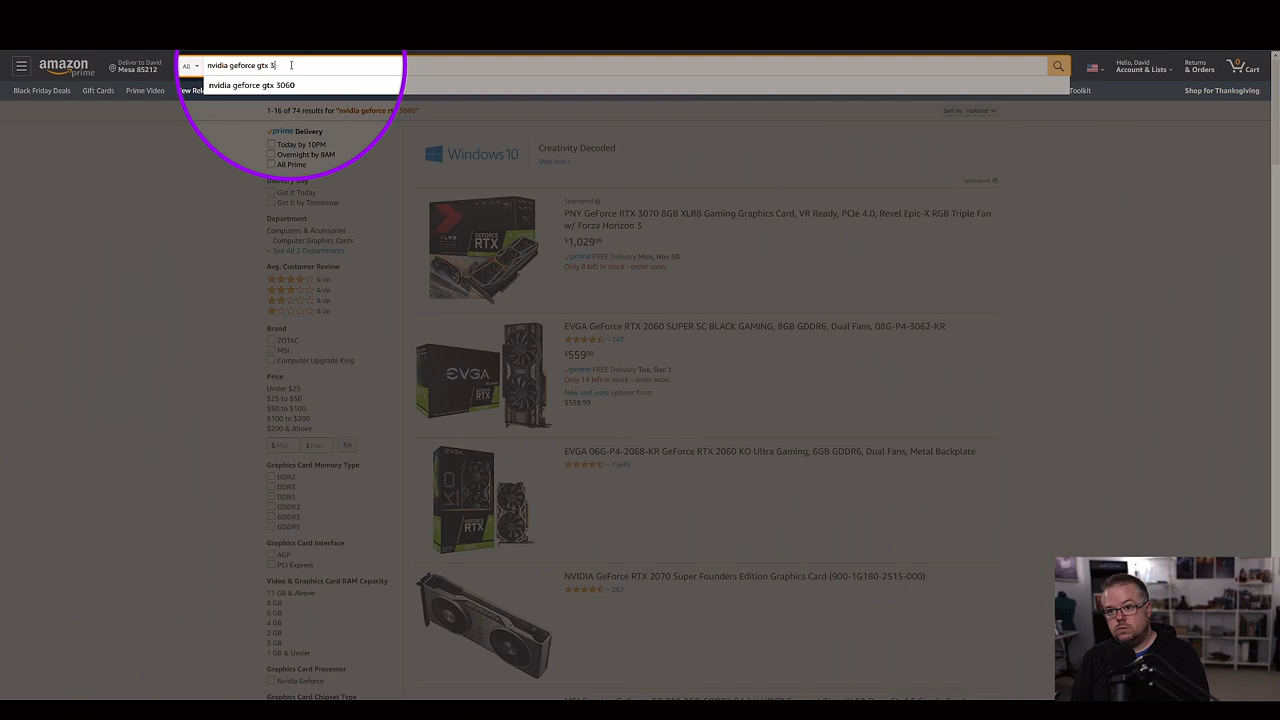 amazon
prime
Deliver to David
Mesa 85212
All
nvidia geforce gtx 3
nvidia geforce gtx 3060
Hello, David
Account & Lists
Returns
& Orders
0
Cart
Black Friday Deals
Gift Cards
Prime Video
Toolkit
Shop for Thanksgiving
1-16 of 74 results for "nvidia geforce rtx 3060"
Sort by: Featured
prime Delivery
Today by 10PM
Overnight by 8AM
All Prime
Delivery Day
Get It Today
Get It by Tomorrow
Department
Computers & Accessories
Computer Graphics Cards
See All 2 Departments
Avg. Customer Review
& Up
& Up
& Up
& Up
Brand
ZOTAC
MSI
Computer Upgrade King
Price
Under $25
$25 to $50
$50 to $100
$100 to $200
$200 & Above
$ Min
$ Max
Go
Graphics Card Memory Type
DDR2
DDR3
DDR5
GDDR2
GDDR3
GDDR5
Graphics Card Interface
AGP
PCI Express
Video & Graphics Card RAM Capacity
11 GB & Above
8 GB
6 GB
4 GB
2 GB
3 GB
1 GB & Under
Graphics Card Processor
Nvidia Geforce
Graphics Card Chipset Type
Windows 10
Creativity Decoded
Sponsored
Sponsored
PNY GeForce RTX 3070 8GB XLR8 Gaming Graphics Card, VR Ready, PCIe 4.0, Revel Epic-X RGB Triple Fan
w/ Forza Horizon 3
$1,029
prime FREE Delivery Mon, Nov 30
Only 8 left in stock - order soon.
GEFORCE
RTX
EVGA GeForce RTX 2060 SUPER SC BLACK GAMING, 8GB GDDR6, Dual Fans, 08G-P4-3062-KR
147
$559
prime FREE Delivery Tue, Dec 1
Only 14 left in stock - order soon.
New and used options from
$558.99
EVGA
GEFORCE
RTX
EVGA 06G-P4-2068-KR GeForce RTX 2060 KO Ultra Gaming, 6GB GDDR6, Dual Fans, Metal Backplate
1,649
EVGA
KO
GEFORCE
RTX
NVIDIA GeForce RTX 2070 Super Founders Edition Graphics Card (900-1G180-2515-000)
267